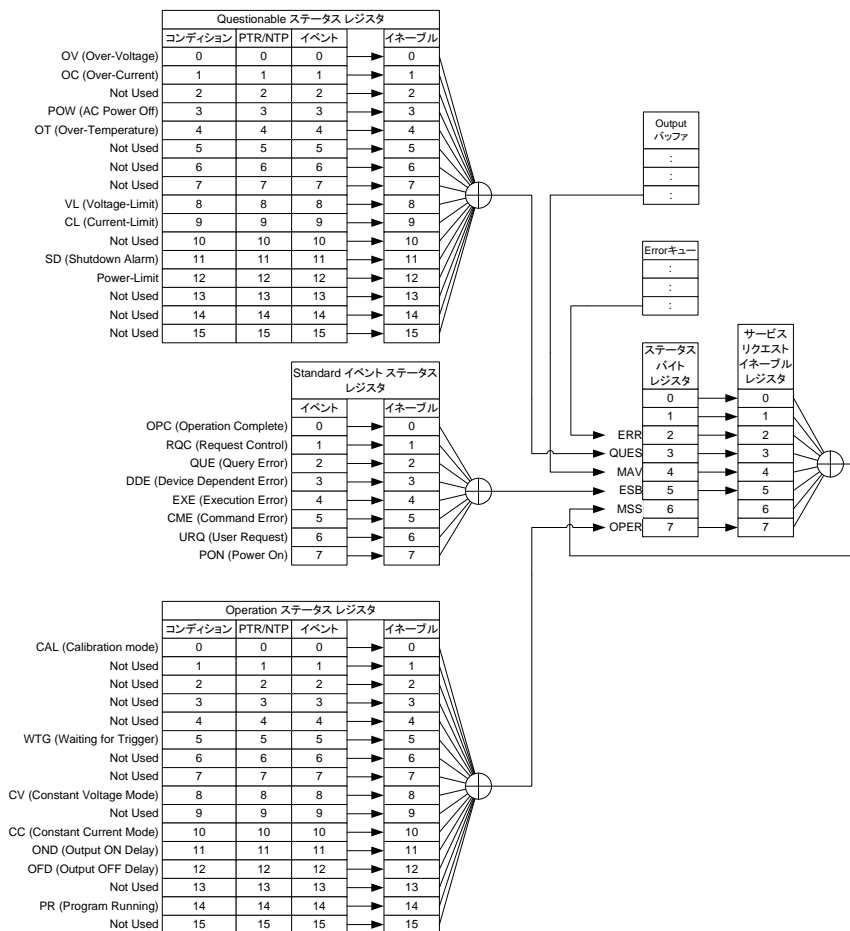 Questionable ステータス レジスタ
コンディション PTR/NTP イベント イネーブル
OV (Over-Voltage) 0 0 0 0
OC (Over-Current) 1 1 1 1
Not Used 2 2 2 2
POW (AC Power Off) 3 3 3 3
OT (Over-Temperature) 4 4 4 4
Not Used 5 5 5 5
Not Used 6 6 6 6
Not Used 7 7 7 7
VL (Voltage-Limit) 8 8 8 8
CL (Current-Limit) 9 9 9 9
Not Used 10 10 10 10
SD (Shutdown Alarm) 11 11 11 11
Power-Limit 12 12 12 12
Not Used 13 13 13 13
Not Used 14 14 14 14
Not Used 15 15 15 15
Output
バッファ
:
:
:
Errorキュー
:
:
:
Standard イベント ステータス
レジスタ
イベント イネーブル
OPC (Operation Complete) 0 0
RQC (Request Control) 1 1
QUE (Query Error) 2 2
DDE (Device Dependent Error) 3 3
EXE (Execution Error) 4 4
CME (Command Error) 5 5
URQ (User Request) 6 6
PON (Power On) 7 7
ステータス
バイト
レジスタ
サービス
リクエスト
イネーブル
レジスタ
0 0
1 1
ERR 2 2
QUES 3 3
MAV 4 4
ESB 5 5
MSS 6 6
OPER 7 7
Operation ステータス レジスタ
コンディション PTR/NTP イベント イネーブル
CAL (Calibration mode) 0 0 0 0
Not Used 1 1 1 1
Not Used 2 2 2 2
Not Used 3 3 3 3
Not Used 4 4 4 4
WTG (Waiting for Trigger) 5 5 5 5
Not Used 6 6 6 6
Not Used 7 7 7 7
CV (Constant Voltage Mode) 8 8 8 8
Not Used 9 9 9 9
CC (Constant Current Mode) 10 10 10 10
OND (Output ON Delay) 11 11 11 11
OFD (Output OFF Delay) 12 12 12 12
Not Used 13 13 13 13
PR (Program Running) 14 14 14 14
Not Used 15 15 15 15